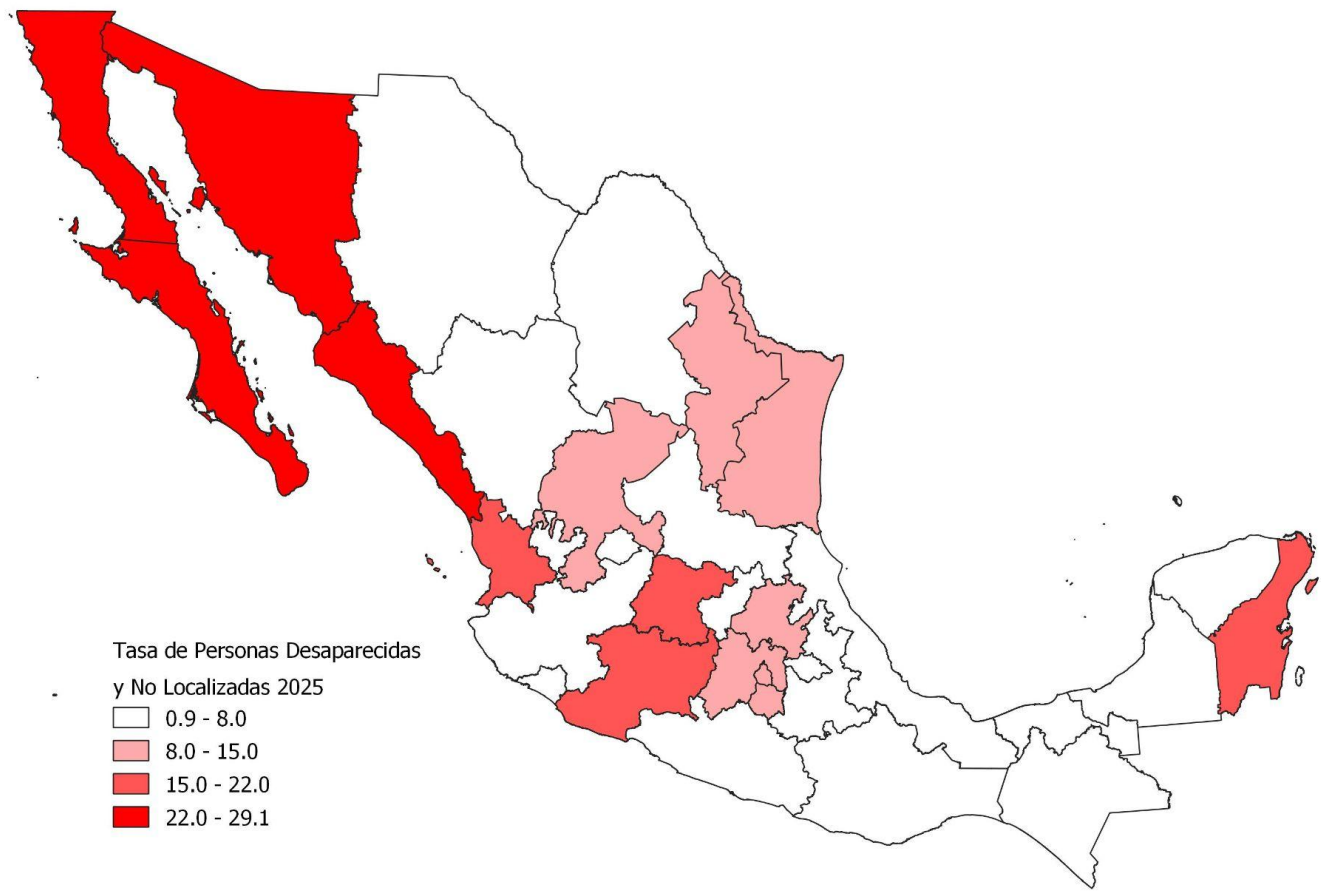 Tasa de Personas Desaparecidas
y No Localizadas 2025
0.9 - 8.0
8.0 - 15.0
15.0 - 22.0
22.0 - 29.1